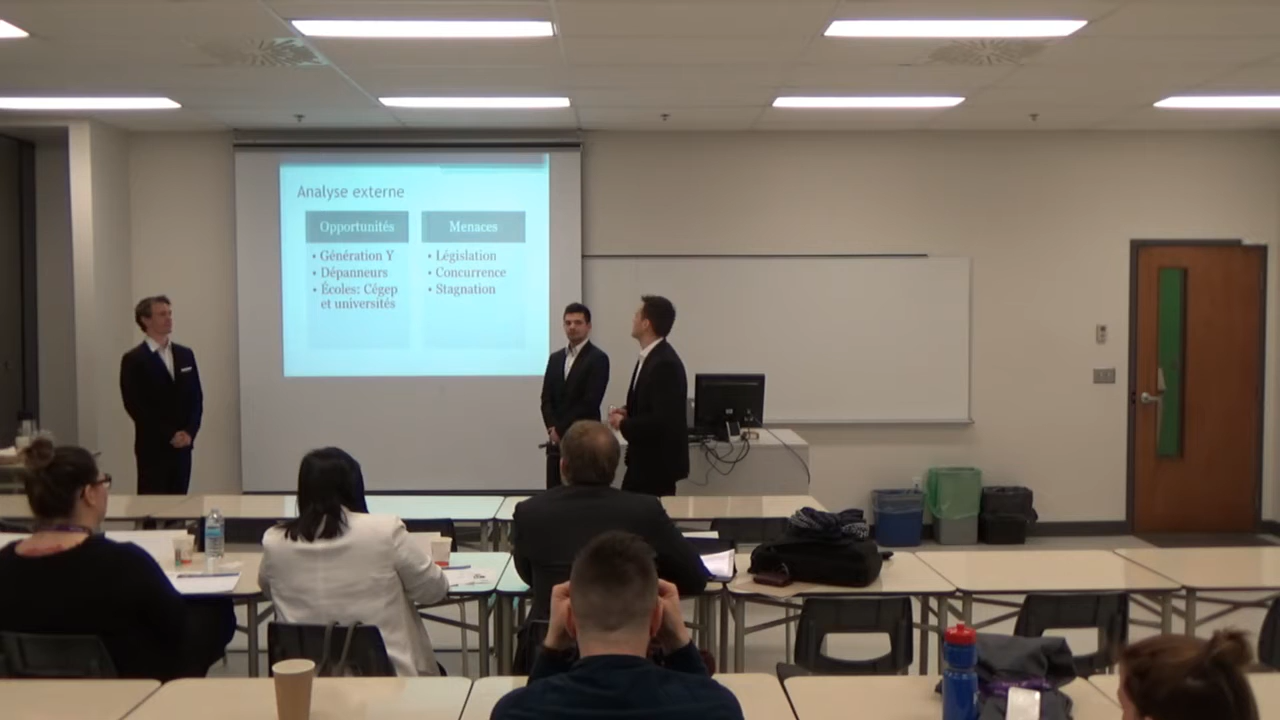 Analyse externe
Opportunités
• Génération Y
• Dépanneurs
• Écoles: Cégep
et universités
Menaces
• Législation
• Concurrence
• Stagnation